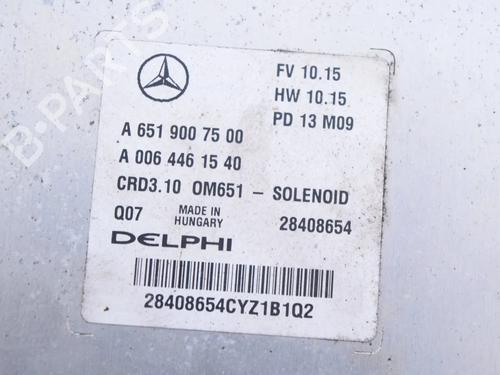 FV 10.15
HW 10.15
PD 13 M09
A 651 900 75 00
A 006 446 15 40
CRD3.10 OM651 – SOLENOID
Q07 MADE IN HUNGARY 28408654
DELPHI
28408654CYZ1B1Q2
B-PARTS